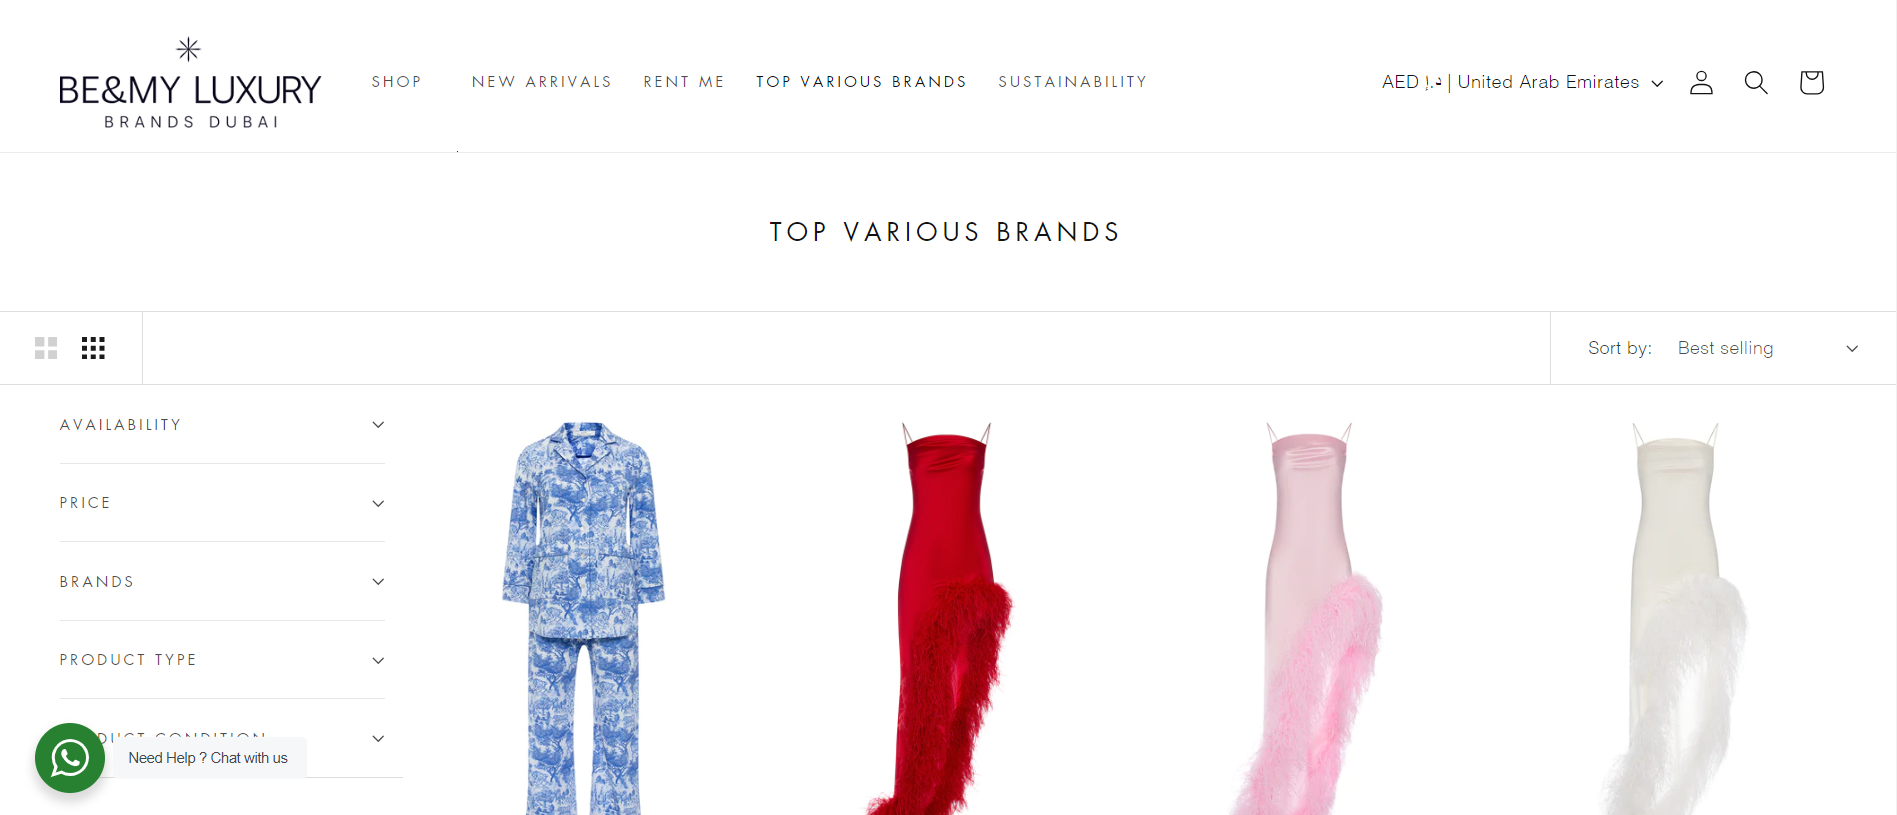 BE&MY LUXURY
BRANDS DUBAI
SHOP
NEW ARRIVALS
RENT ME
TOP VARIOUS BRANDS
SUSTAINABILITY
AED د.إ | United Arab Emirates
TOP VARIOUS BRANDS
Sort by:
Best selling
AVAILABILITY
PRICE
BRANDS
PRODUCT TYPE
DUCT CONDITION
Need Help ? Chat with us